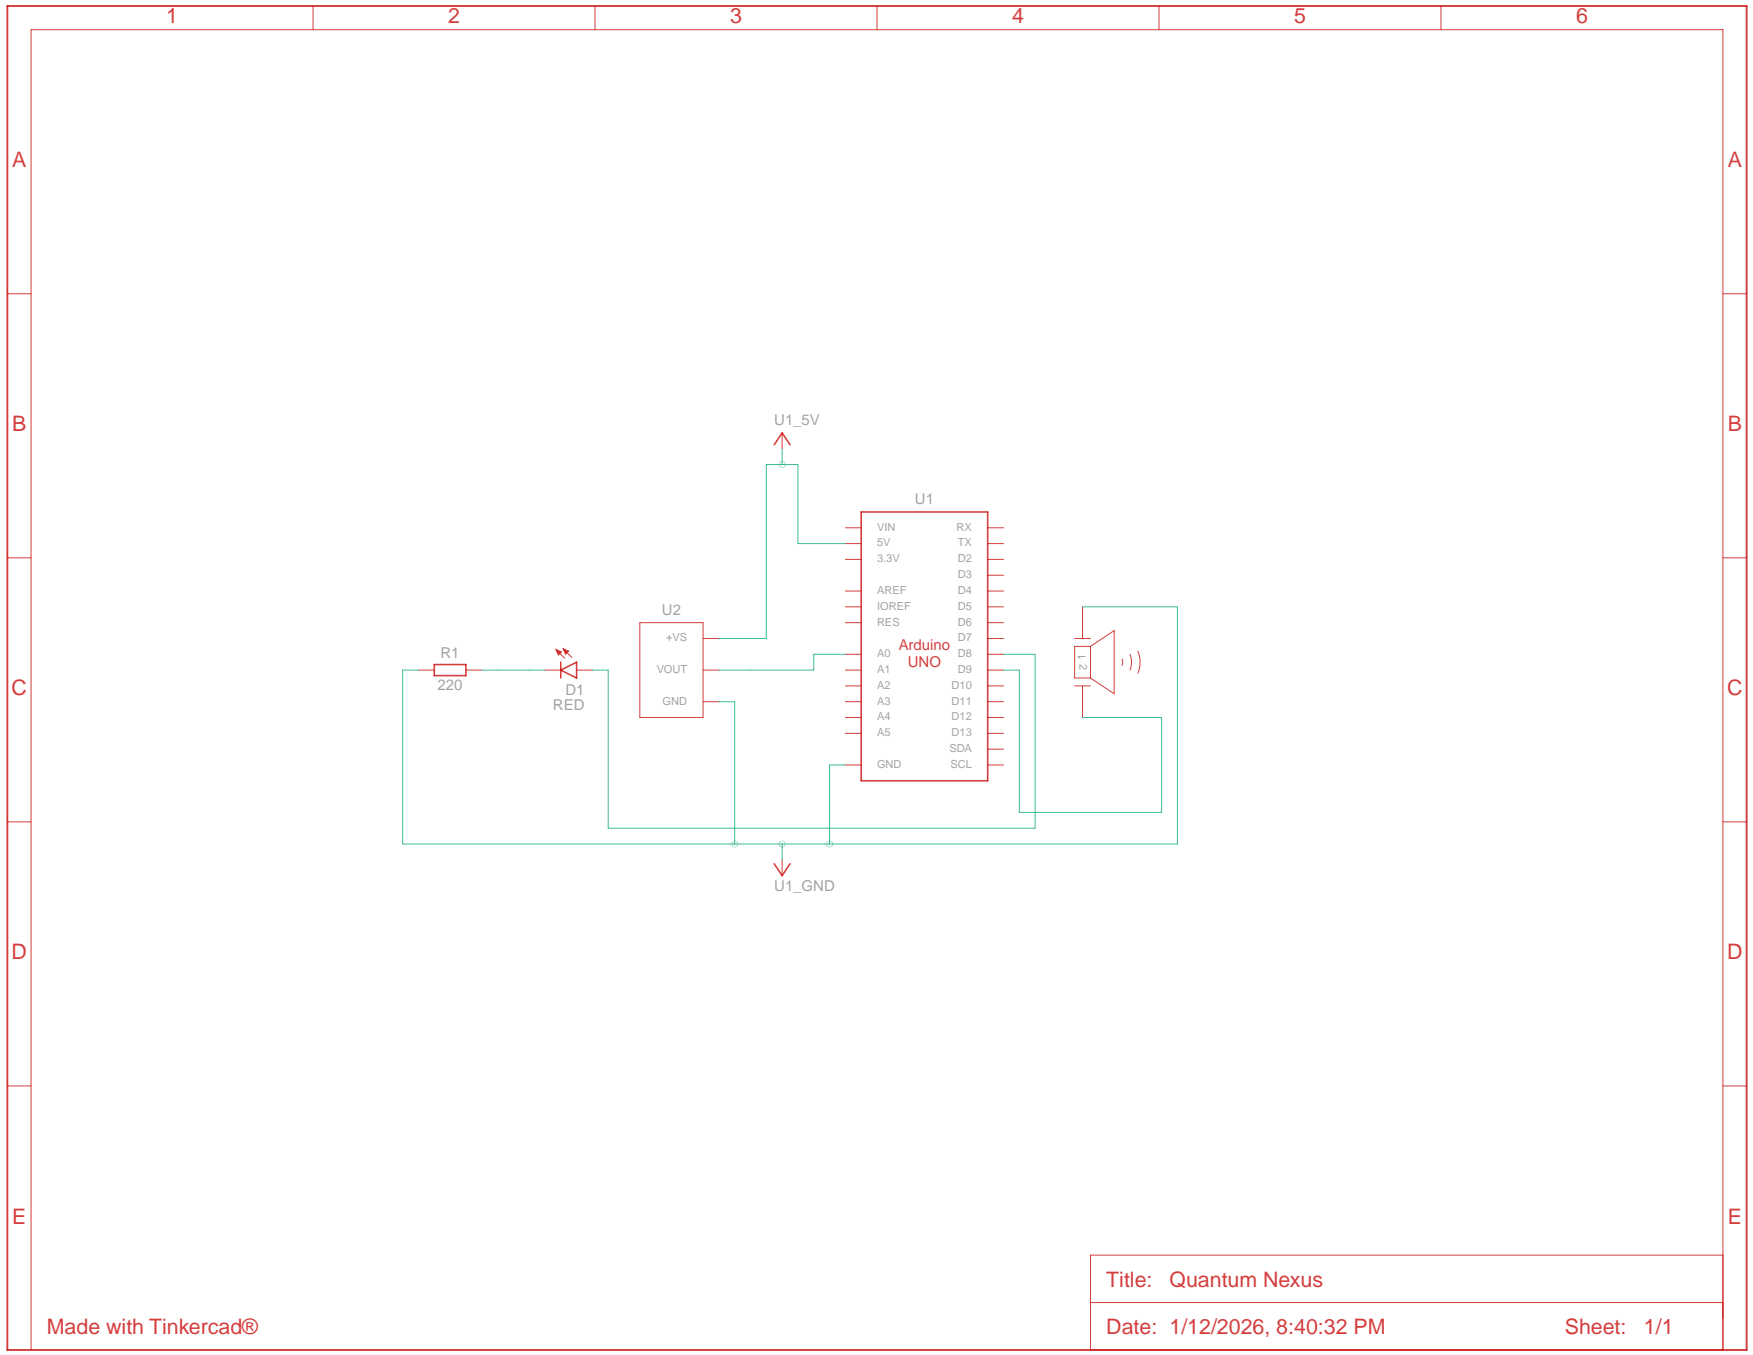 1 2 3 4 5 6
A A
B B
U1_5V
U1
VIN RX
5V TX
3.3V D2
D3
AREF D4
IOREF D5
RES D6
U2
+VS
D7
Arduino
UNO
R1
220
D1
RED
VOUT
GND
A0 D8
A1 D9
A2 D10
A3 D11
A4 D12
A5 D13
SDA
GND SCL
1 2
C C
U1_GND
D D
E E
Title: Quantum Nexus
Made with Tinkercad®
Date: 1/12/2026, 8:40:32 PM Sheet: 1/1